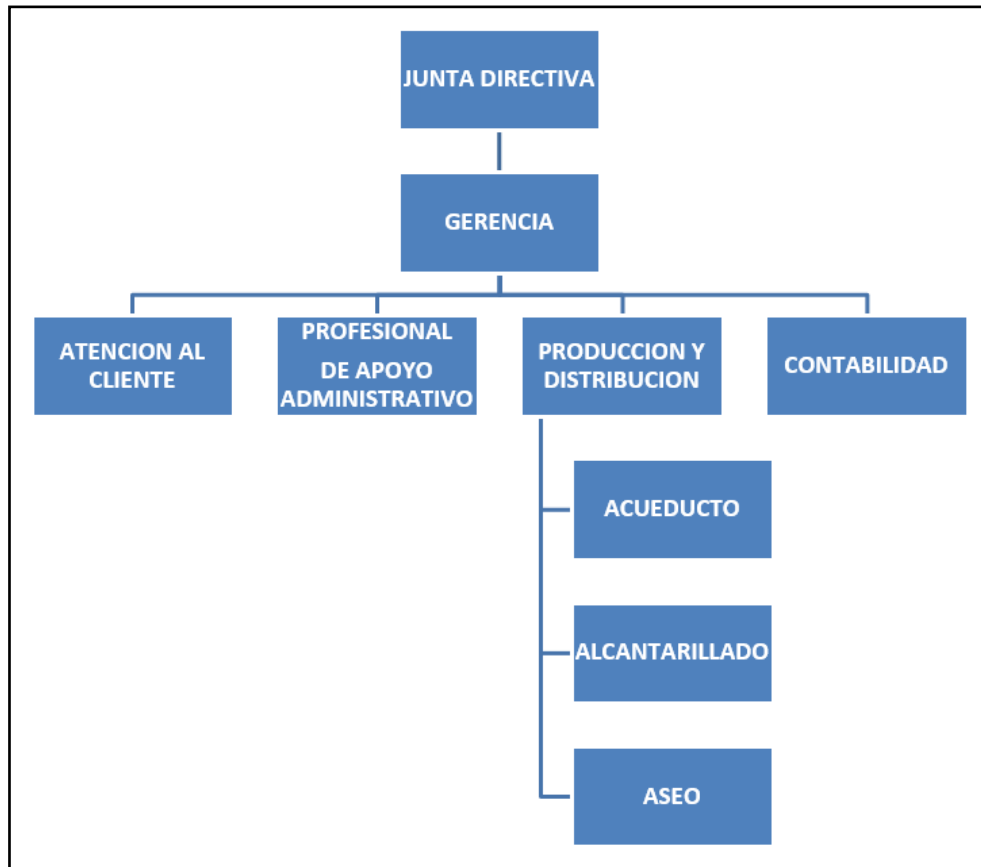 JUNTA DIRECTIVA
GERENCIA
ATENCION AL
CLIENTE
PROFESIONAL
DE APOYO
ADMINISTRATIVO
PRODUCCION Y
DISTRIBUCION
CONTABILIDAD
ACUEDUCTO
ALCANTARILLADO
ASEO